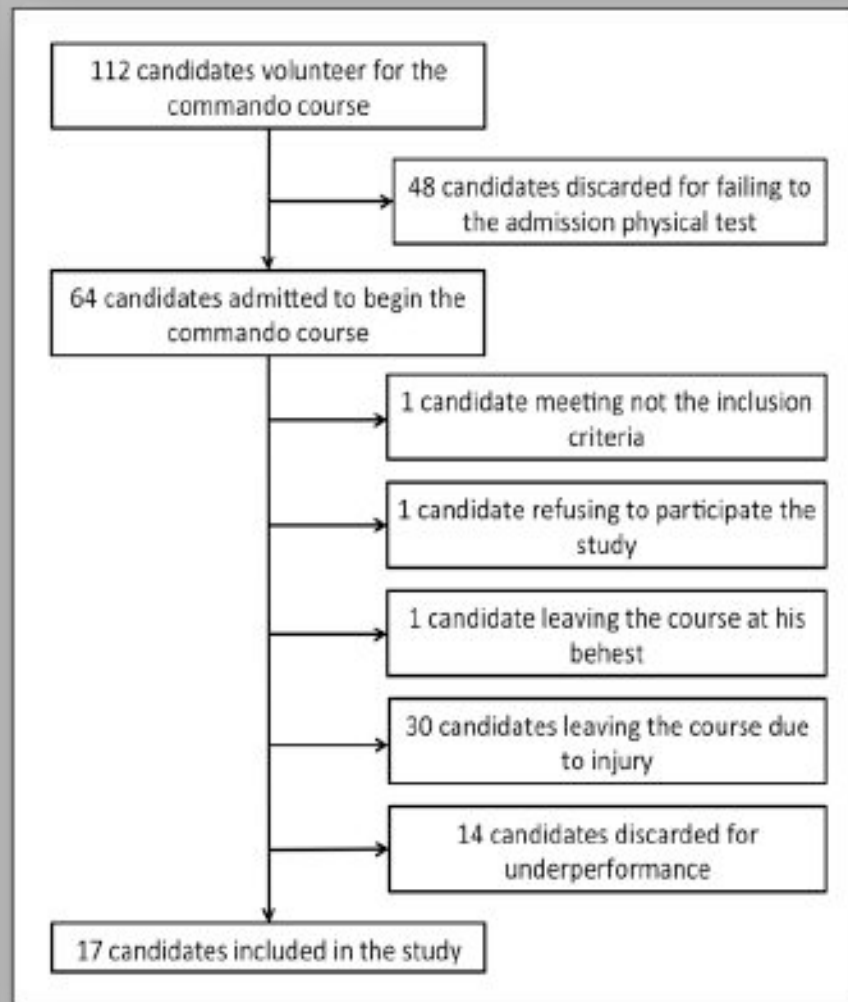 112 candidates volunteer for the
commando course
48 candidates discarded for failing to
the admission physical test
64 candidates admitted to begin the
commando course
1 candidate meeting not the inclusion
criteria
1 candidate refusing to participate the
study
1 candidate leaving the course at his
behest
30 candidates leaving the course due
to injury
14 candidates discarded for
underperformance
17 candidates included in the study